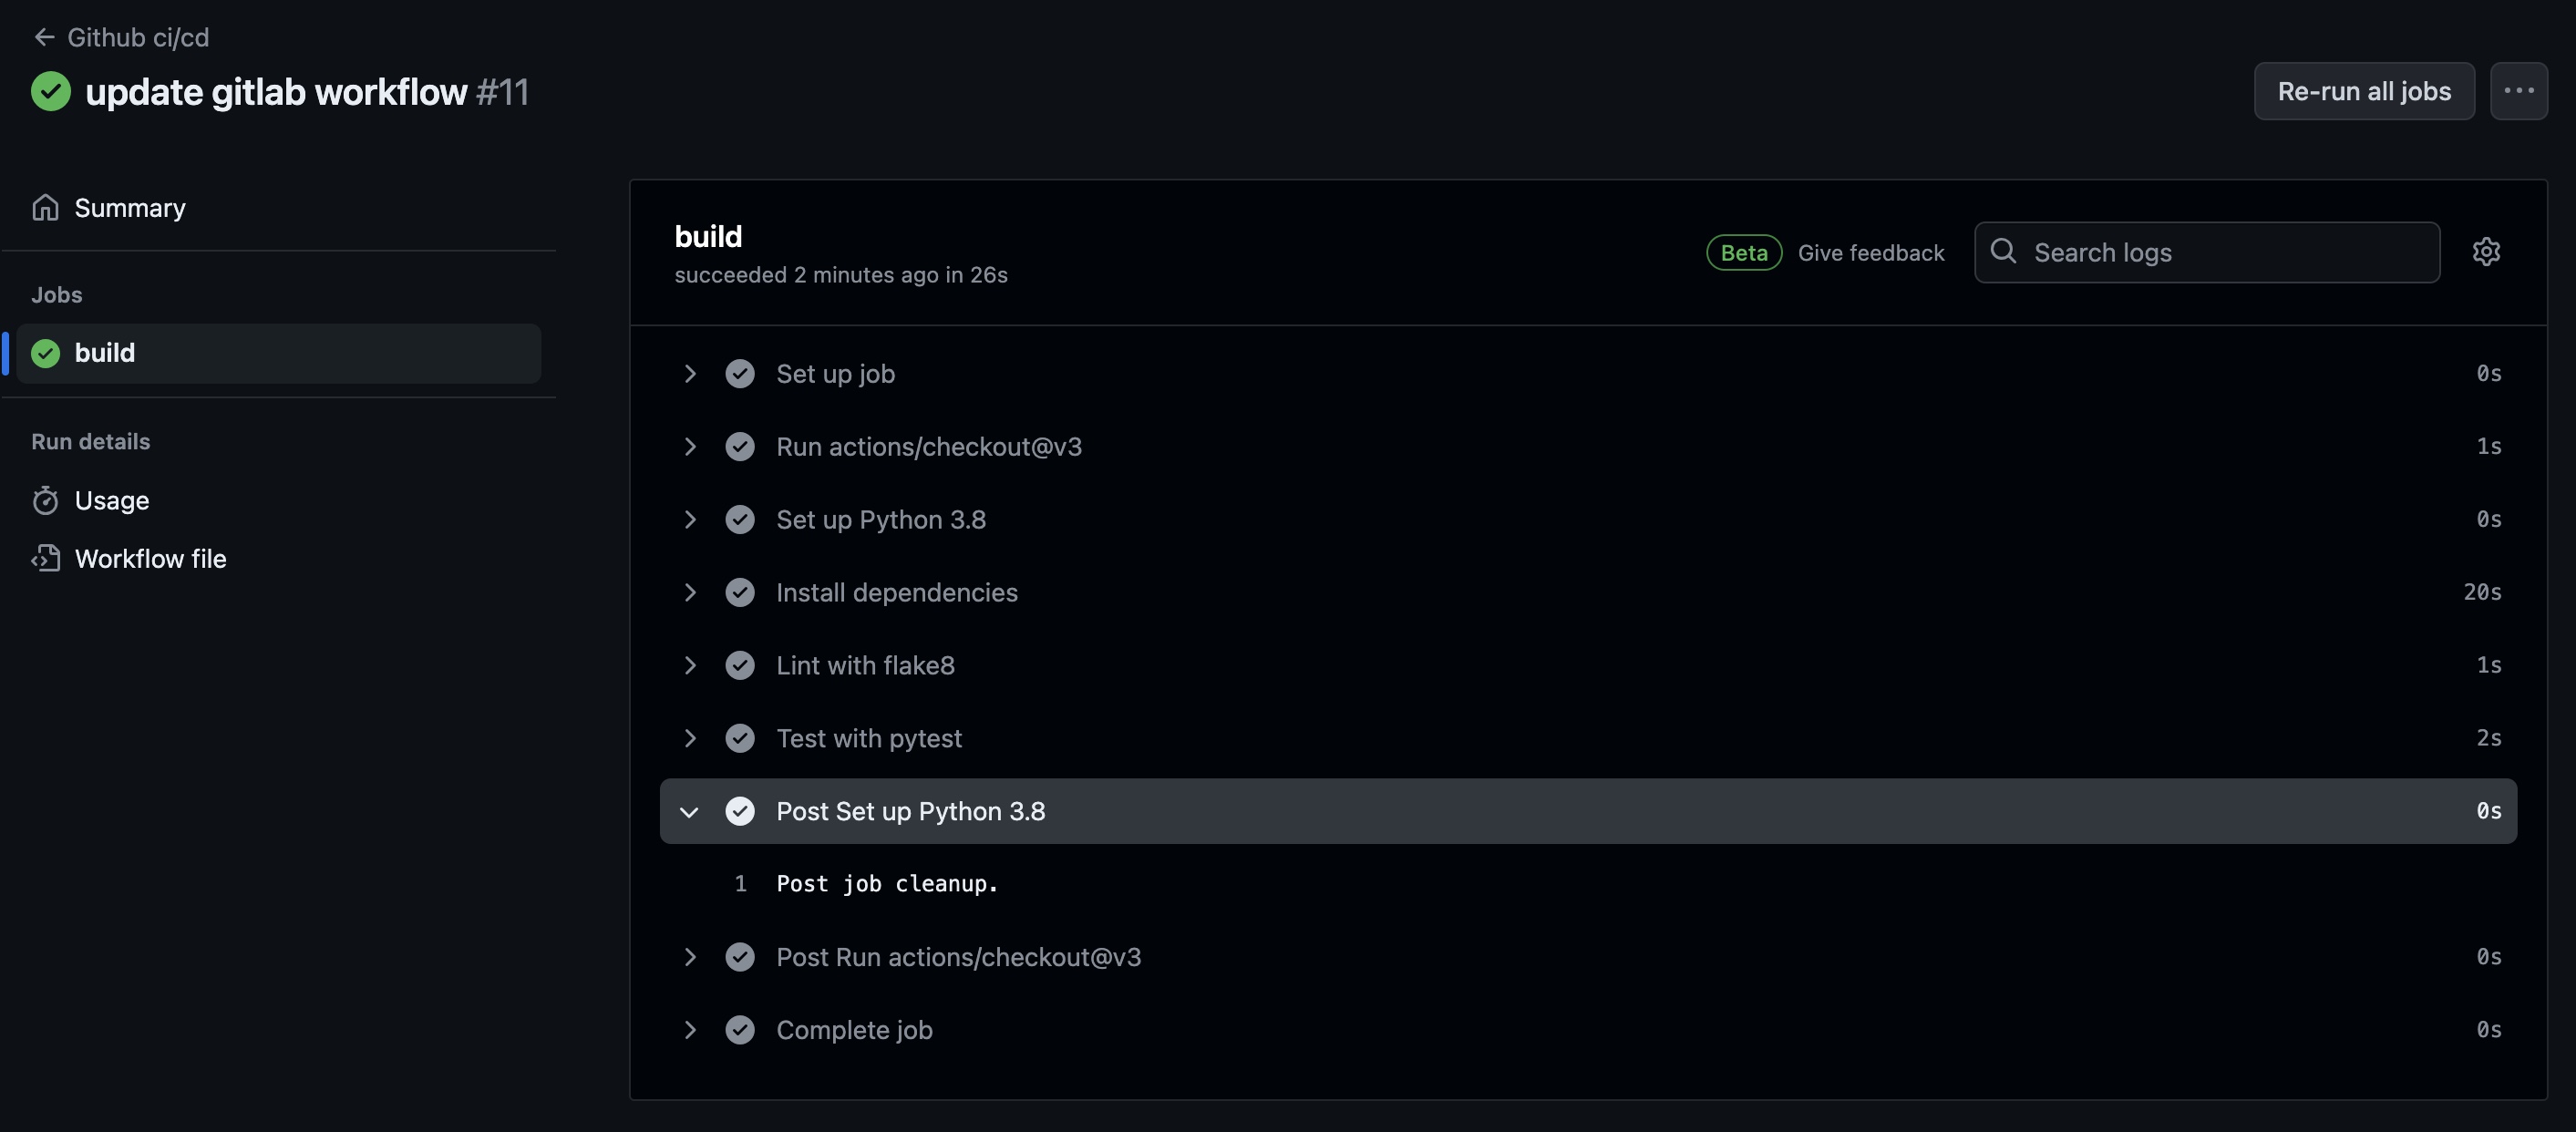 Github ci/cd
update gitlab workflow #11
Re-run all jobs
Summary
Jobs
build
Run details
Usage
Workflow file
build
succeeded 2 minutes ago in 26s
Beta Give feedback
Search logs
Set up job 0s
Run actions/checkout@v3 1s
Set up Python 3.8 0s
Install dependencies 20s
Lint with flake8 1s
Test with pytest 2s
Post Set up Python 3.8 0s
1 Post job cleanup.
Post Run actions/checkout@v3 0s
Complete job 0s